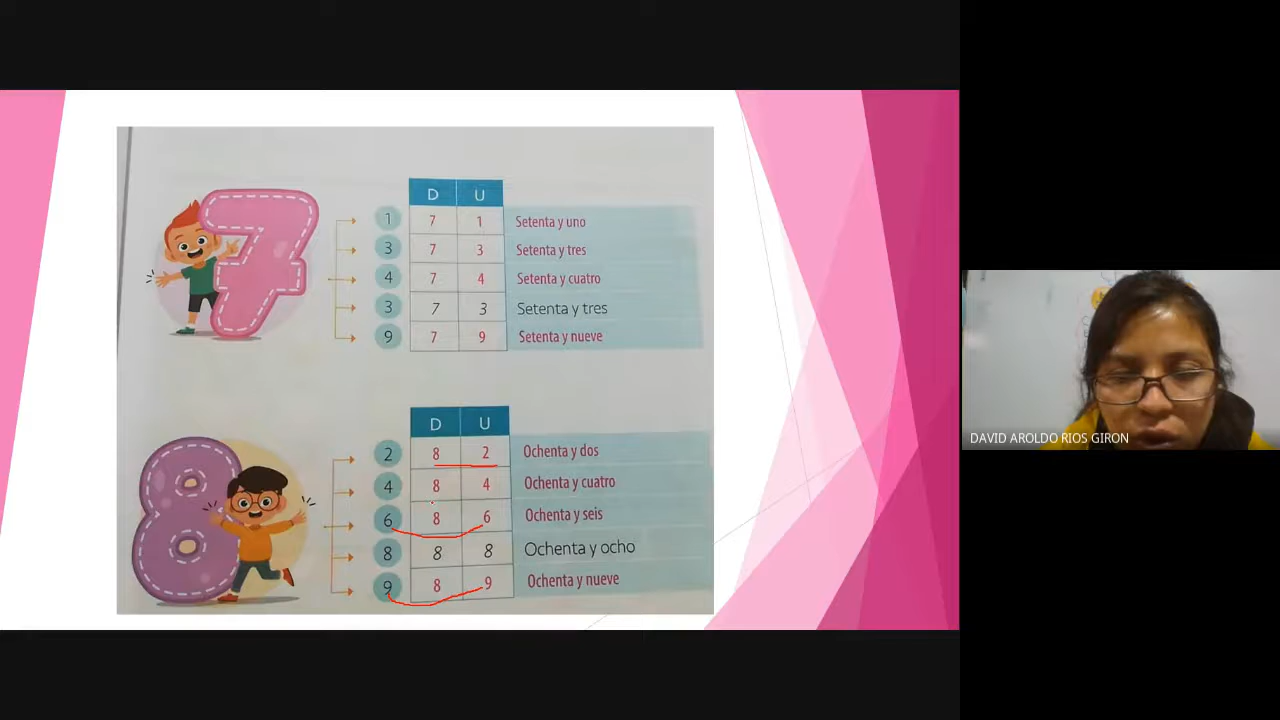 D U
1 7 1 Setenta y uno
3 7 3 Setenta y tres
4 7 4 Setenta y cuatro
3 7 3 Setenta y tres
9 7 9 Setenta y nueve
7
D U
2 8 2 Ochenta y dos
4 8 4 Ochenta y cuatro
6 8 6 Ochenta y seis
8 8 8 Ochenta y ocho
9 8 9 Ochenta y nueve
8
DAVID AROLDO RIOS GIRON